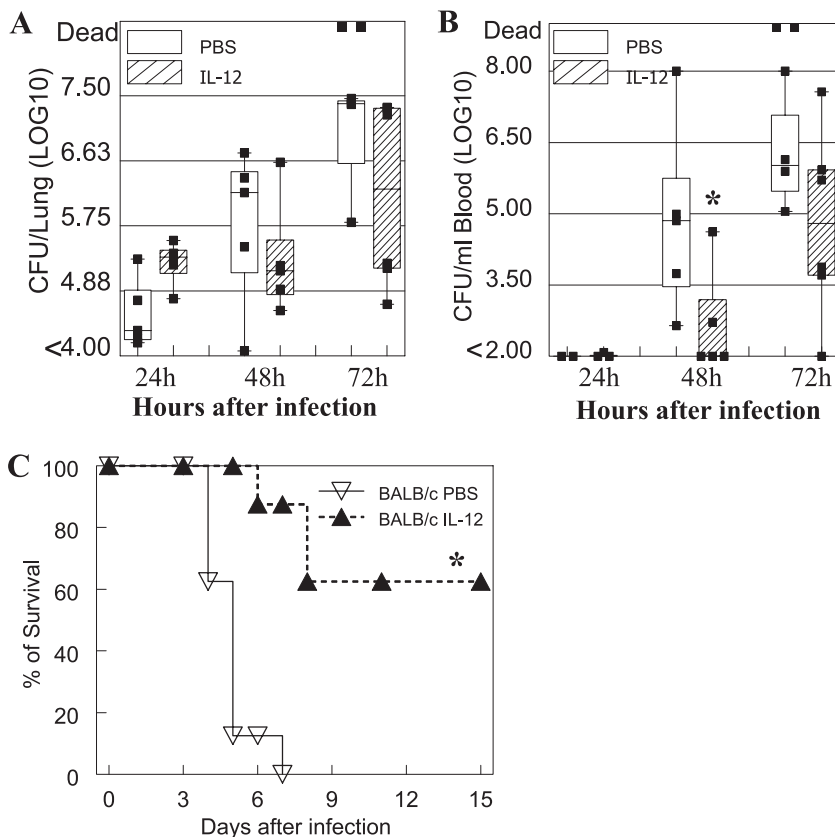 A
Dead
PBS
IL-12
7.50
6.63
5.75
4.88
<4.00
CFU/Lung (LOG10)
24h 48h 72h
Hours after infection
B
Dead
PBS
IL-12
8.00
6.50
5.00
3.50
<2.00
CFU/ml Blood (LOG10)
*
24h 48h 72h
Hours after infection
C
100
80
60
40
20
0
% of Survival
BALB/c PBS
BALB/c IL-12
*
0 3 6 9 12 15
Days after infection